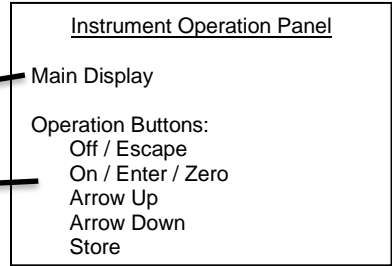 Instrument Operation Panel
Main Display
Operation Buttons:
Off / Escape
On / Enter / Zero
Arrow Up
Arrow Down
Store